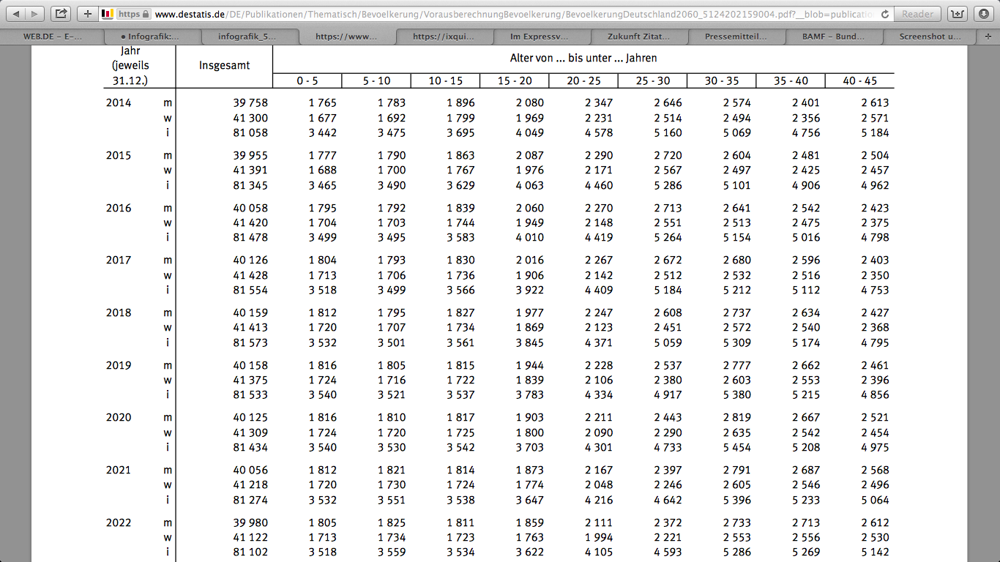 https www.destatis.de/DE/Publikationen/Thematisch/Bevoelkerung/VorausberechnungBevoelkerung/BevoelkerungDeutschland2060_5124202159004.pdf?__blob=publicatio Reader
WEB.DE – E-... • Infografik:... infografik_5... https://www... https://ixqui... Im Expressv... Zukunft Zitat... Pressemitteil... BAMF – Bund... Screenshot u... +
Jahr
(jeweils
31.12.) Insgesamt Alter von ... bis unter ... Jahren
0 - 5 5 - 10 10 - 15 15 - 20 20 - 25 25 - 30 30 - 35 35 - 40 40 - 45
2014 m 39 758 1 765 1 783 1 896 2 080 2 347 2 646 2 574 2 401 2 613
w 41 300 1 677 1 692 1 799 1 969 2 231 2 514 2 494 2 356 2 571
i 81 058 3 442 3 475 3 695 4 049 4 578 5 160 5 069 4 756 5 184
2015 m 39 955 1 777 1 790 1 863 2 087 2 290 2 720 2 604 2 481 2 504
w 41 391 1 688 1 700 1 767 1 976 2 171 2 567 2 497 2 425 2 457
i 81 345 3 465 3 490 3 629 4 063 4 460 5 286 5 101 4 906 4 962
2016 m 40 058 1 795 1 792 1 839 2 060 2 270 2 713 2 641 2 542 2 423
w 41 420 1 704 1 703 1 744 1 949 2 148 2 551 2 513 2 475 2 375
i 81 478 3 499 3 495 3 583 4 010 4 419 5 264 5 154 5 016 4 798
2017 m 40 126 1 804 1 793 1 830 2 016 2 267 2 672 2 680 2 596 2 403
w 41 428 1 713 1 706 1 736 1 906 2 142 2 512 2 532 2 516 2 350
i 81 554 3 518 3 499 3 566 3 922 4 409 5 184 5 212 5 112 4 753
2018 m 40 159 1 812 1 795 1 827 1 977 2 247 2 608 2 737 2 634 2 427
w 41 413 1 720 1 707 1 734 1 869 2 123 2 451 2 572 2 540 2 368
i 81 573 3 532 3 501 3 561 3 845 4 371 5 059 5 309 5 174 4 795
2019 m 40 158 1 816 1 805 1 815 1 944 2 228 2 537 2 777 2 662 2 461
w 41 375 1 724 1 716 1 722 1 839 2 106 2 380 2 603 2 553 2 396
i 81 533 3 540 3 521 3 537 3 783 4 334 4 917 5 380 5 215 4 856
2020 m 40 125 1 816 1 810 1 817 1 903 2 211 2 443 2 819 2 667 2 521
w 41 309 1 724 1 720 1 725 1 800 2 090 2 290 2 635 2 542 2 454
i 81 434 3 540 3 530 3 542 3 703 4 301 4 733 5 454 5 208 4 975
2021 m 40 056 1 812 1 821 1 814 1 873 2 167 2 397 2 791 2 687 2 568
w 41 218 1 720 1 730 1 724 1 774 2 048 2 246 2 605 2 546 2 496
i 81 274 3 532 3 551 3 538 3 647 4 216 4 642 5 396 5 233 5 064
2022 m 39 980 1 805 1 825 1 811 1 859 2 111 2 372 2 733 2 713 2 612
w 41 122 1 713 1 734 1 723 1 763 1 994 2 221 2 553 2 556 2 530
i 81 102 3 518 3 559 3 534 3 622 4 105 4 593 5 286 5 269 5 142